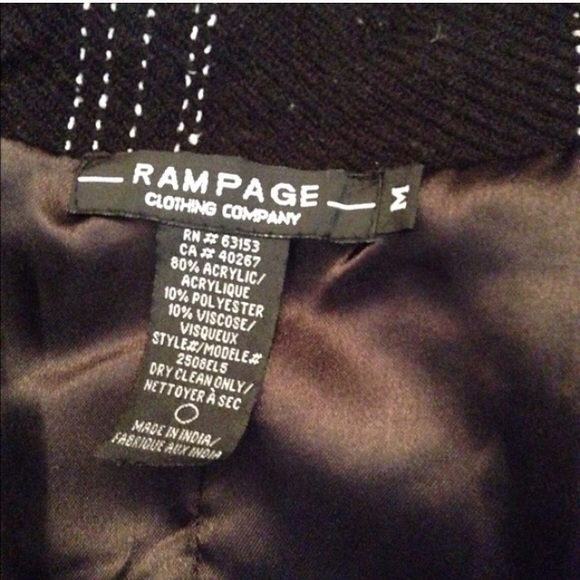 RAMPAGE
CLOTHING COMPANY
M
RN # 63153
CA # 40267
80% ACRYLIC/
ACRYLIQUE
10% POLYESTER
10% VISCOSE/
VISQUEUX
STYLE#/MODELE#
2508EL5
DRY CLEAN ONLY/
NETTOYER À SEC
MADE IN INDIA/
FABRIQUE AUX INDIA